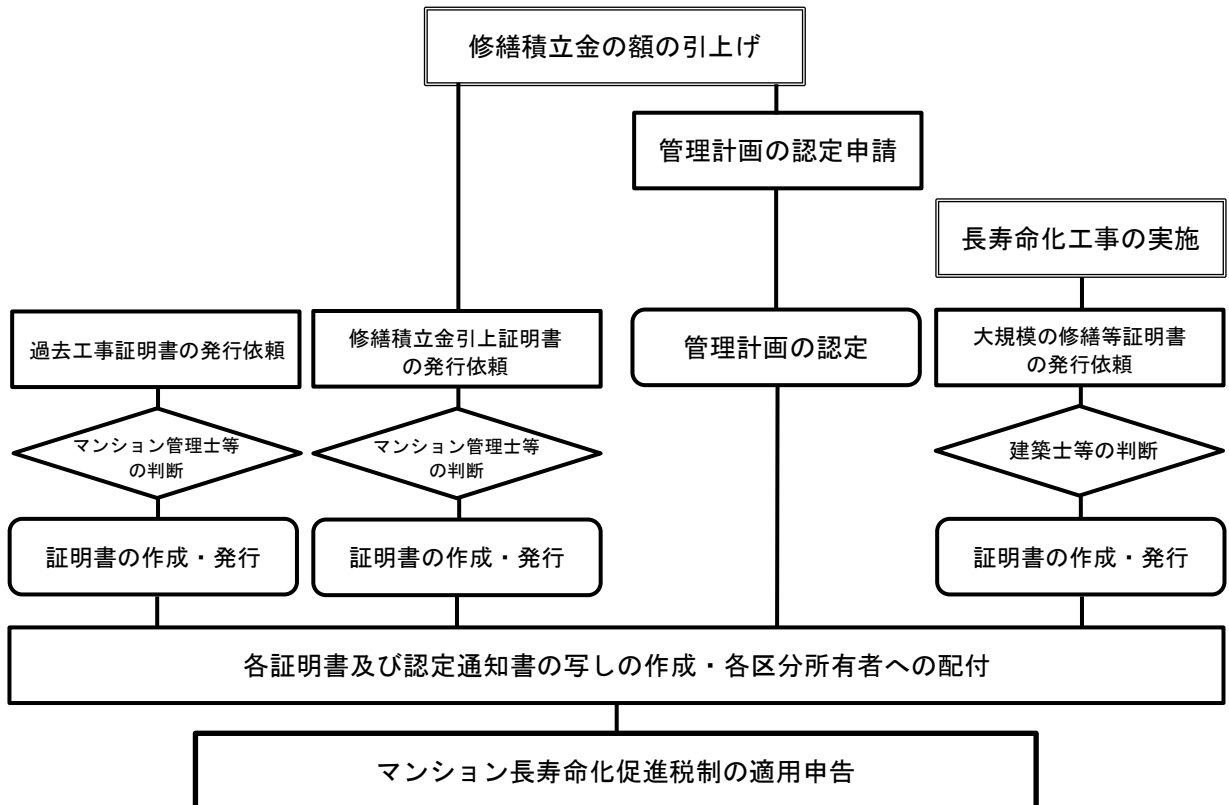 修繕積立金の額の引上げ
管理計画の認定申請
長寿命化工事の実施
過去工事証明書の発行依頼
修繕積立金引上証明書
の発行依頼
管理計画の認定
大規模の修繕等証明書
の発行依頼
マンション管理士等
の判断
マンション管理士等
の判断
建築士等の判断
証明書の作成・発行
証明書の作成・発行
証明書の作成・発行
各証明書及び認定通知書の写しの作成・各区分所有者への配付
マンション長寿命化促進税制の適用申告